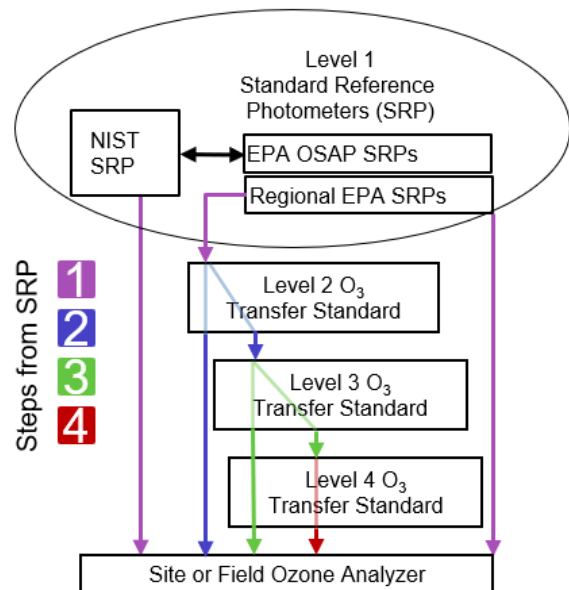 Level 1
Standard Reference
Photometers (SRP)
NIST
SRP
EPA OSAP SRPs
Regional EPA SRPs
Steps from SRP
1
2
3
4
Level 2 O₃
Transfer Standard
Level 3 O₃
Transfer Standard
Level 4 O₃
Transfer Standard
Site or Field Ozone Analyzer